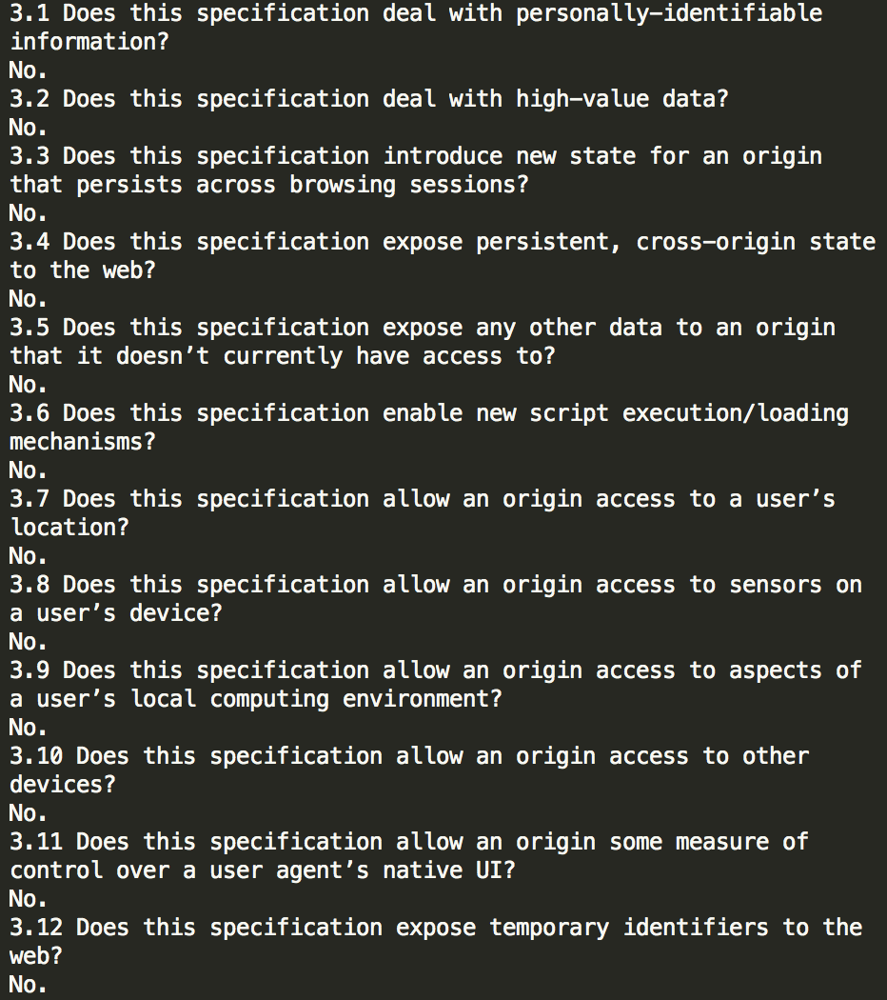 3.1 Does this specification deal with personally-identifiable
information?
No.
3.2 Does this specification deal with high-value data?
No.
3.3 Does this specification introduce new state for an origin
that persists across browsing sessions?
No.
3.4 Does this specification expose persistent, cross-origin state
to the web?
No.
3.5 Does this specification expose any other data to an origin
that it doesn’t currently have access to?
No.
3.6 Does this specification enable new script execution/loading
mechanisms?
No.
3.7 Does this specification allow an origin access to a user’s
location?
No.
3.8 Does this specification allow an origin access to sensors on
a user’s device?
No.
3.9 Does this specification allow an origin access to aspects of
a user’s local computing environment?
No.
3.10 Does this specification allow an origin access to other
devices?
No.
3.11 Does this specification allow an origin some measure of
control over a user agent’s native UI?
No.
3.12 Does this specification expose temporary identifiers to the
web?
No.